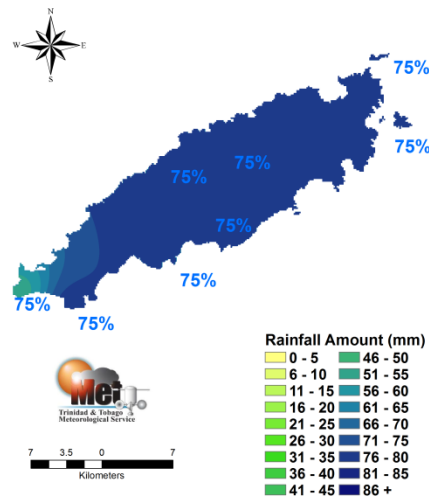 N
W E
S
75%
75%
75% 75%
75%
75%
75%
75%
Rainfall Amount (mm)
0 - 5 46 - 50
6 - 10 51 - 55
11 - 15 56 - 60
16 - 20 61 - 65
21 - 25 66 - 70
26 - 30 71 - 75
31 - 35 76 - 80
36 - 40 81 - 85
41 - 45 86 +
Met
Trinidad & Tobago
Meteorological Service
7 3.5 0 7
Kilometers